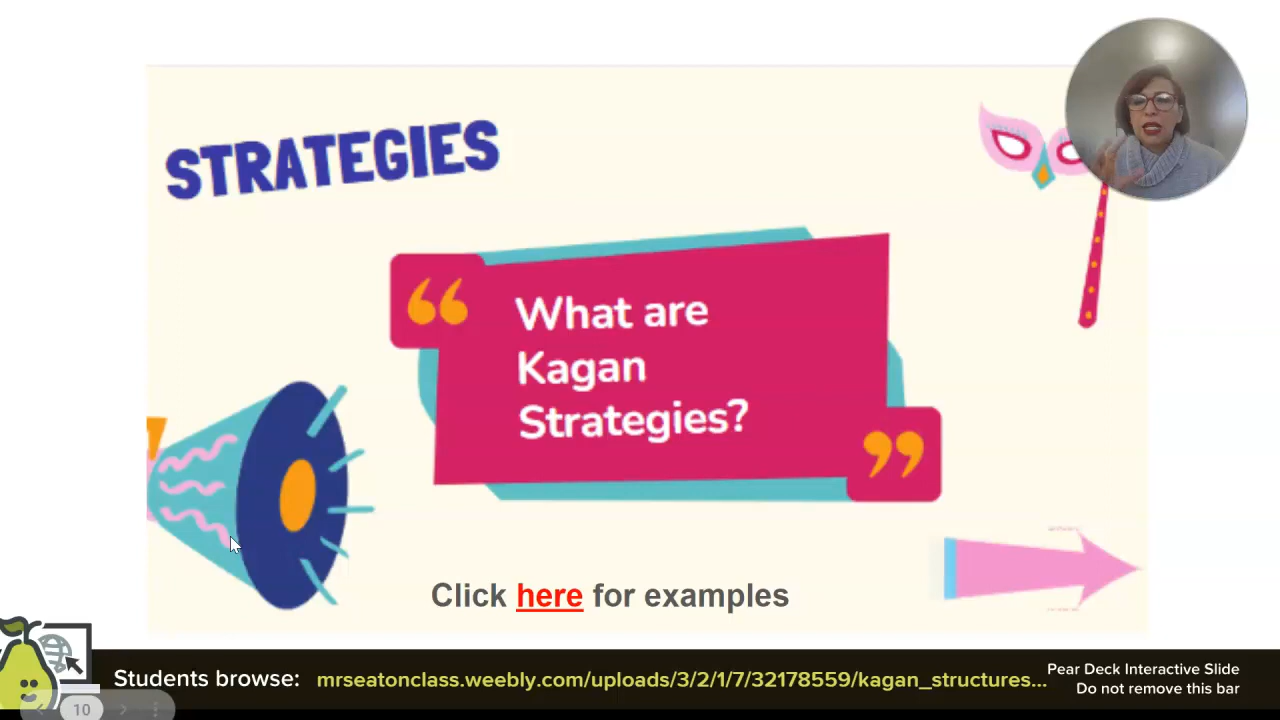 STRATEGIES
“
What are
Kagan
Strategies?
”
Click here for examples
Students browse: mrseatonclass.weebly.com/uploads/3/2/1/7/32178559/kagan_structures...
Pear Deck Interactive Slide
Do not remove this bar
10